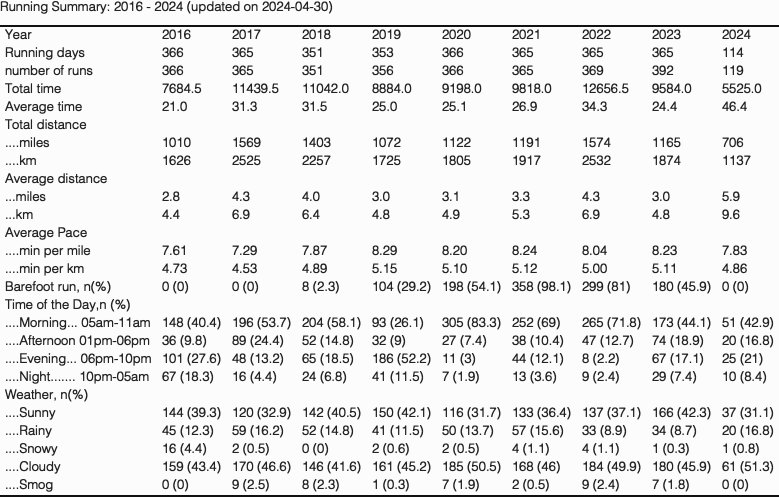 Running Summary: 2016 - 2024 (updated on 2024-04-30)
Year 2016 2017 2018 2019 2020 2021 2022 2023 2024
Running days 366 365 351 353 366 365 365 365 114
number of runs 366 365 351 356 366 365 369 392 119
Total time 7684.5 11439.5 11042.0 8884.0 9198.0 9818.0 12656.5 9584.0 5525.0
Average time 21.0 31.3 31.5 25.0 25.1 26.9 34.3 24.4 46.4
Total distance
....miles 1010 1569 1403 1072 1122 1191 1574 1165 706
....km 1626 2525 2257 1725 1805 1917 2532 1874 1137
Average distance
...miles 2.8 4.3 4.0 3.0 3.1 3.3 4.3 3.0 5.9
...km 4.4 6.9 6.4 4.8 4.9 5.3 6.9 4.8 9.6
Average Pace
....min per mile 7.61 7.29 7.87 8.29 8.20 8.24 8.04 8.23 7.83
....min per km 4.73 4.53 4.89 5.15 5.10 5.12 5.00 5.11 4.86
Barefoot run, n(%) 0 (0) 0 (0) 8 (2.3) 104 (29.2) 198 (54.1) 358 (98.1) 299 (81) 180 (45.9) 0 (0)
Time of the Day,n (%)
....Morning... 05am-11am 148 (40.4) 196 (53.7) 204 (58.1) 93 (26.1) 305 (83.3) 252 (69) 265 (71.8) 173 (44.1) 51 (42.9)
....Afternoon 01pm-06pm 36 (9.8) 89 (24.4) 52 (14.8) 32 (9) 27 (7.4) 38 (10.4) 47 (12.7) 74 (18.9) 20 (16.8)
....Evening... 06pm-10pm 101 (27.6) 48 (13.2) 65 (18.5) 186 (52.2) 11 (3) 44 (12.1) 8 (2.2) 67 (17.1) 25 (21)
....Night....... 10pm-05am 67 (18.3) 16 (4.4) 24 (6.8) 41 (11.5) 7 (1.9) 13 (3.6) 9 (2.4) 29 (7.4) 10 (8.4)
Weather, n(%)
....Sunny 144 (39.3) 120 (32.9) 142 (40.5) 150 (42.1) 116 (31.7) 133 (36.4) 137 (37.1) 166 (42.3) 37 (31.1)
....Rainy 45 (12.3) 59 (16.2) 52 (14.8) 41 (11.5) 50 (13.7) 57 (15.6) 33 (8.9) 34 (8.7) 20 (16.8)
....Snowy 16 (4.4) 2 (0.5) 0 (0) 2 (0.6) 2 (0.5) 4 (1.1) 4 (1.1) 1 (0.3) 1 (0.8)
....Cloudy 159 (43.4) 170 (46.6) 146 (41.6) 161 (45.2) 185 (50.5) 168 (46) 184 (49.9) 180 (45.9) 61 (51.3)
....Smog 0 (0) 9 (2.5) 8 (2.3) 1 (0.3) 7 (1.9) 2 (0.5) 9 (2.4) 7 (1.8) 0 (0)